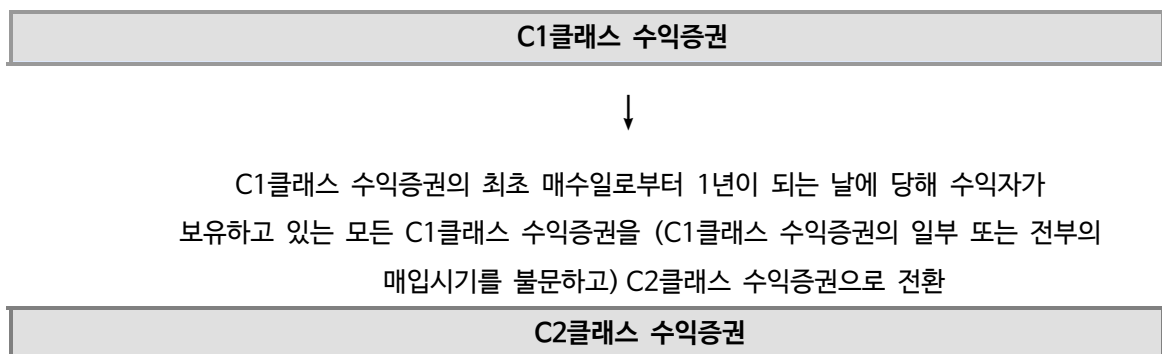 C1클래스 수익증권
↓
C1클래스 수익증권의 최초 매수일로부터 1년이 되는 날에 당해 수익자가
보유하고 있는 모든 C1클래스 수익증권을 (C1클래스 수익증권의 일부 또는 전부의
매입시기를 불문하고) C2클래스 수익증권으로 전환
C2클래스 수익증권